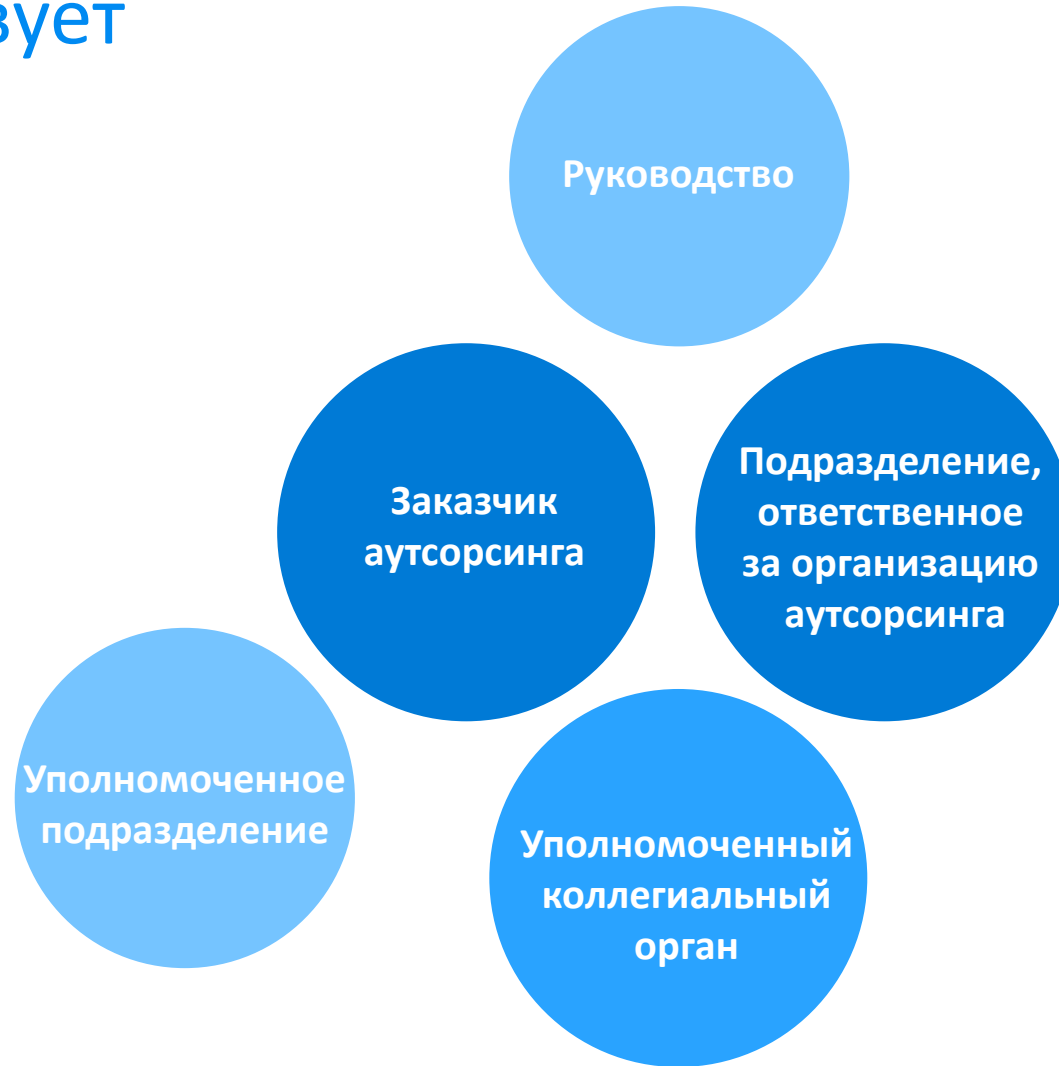 вует
Руководство
Заказчик
аутсорсинга
Подразделение,
ответственное
за организацию
аутсорсинга
Уполномоченное
подразделение
Уполномоченный
коллегиальный
орган